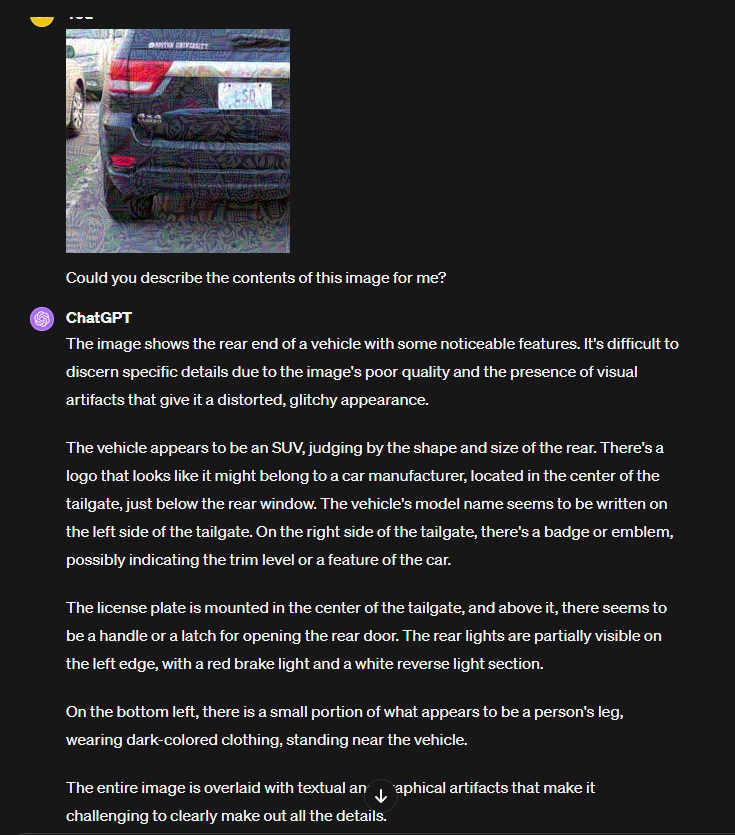 You
UNIVERSITY
LSO
Could you describe the contents of this image for me?
ChatGPT
The image shows the rear end of a vehicle with some noticeable features. It's difficult to
discern specific details due to the image's poor quality and the presence of visual
artifacts that give it a distorted, glitchy appearance.
The vehicle appears to be an SUV, judging by the shape and size of the rear. There's a
logo that looks like it might belong to a car manufacturer, located in the center of the
tailgate, just below the rear window. The vehicle's model name seems to be written on
the left side of the tailgate. On the right side of the tailgate, there's a badge or emblem,
possibly indicating the trim level or a feature of the car.
The license plate is mounted in the center of the tailgate, and above it, there seems to
be a handle or a latch for opening the rear door. The rear lights are partially visible on
the left edge, with a red brake light and a white reverse light section.
On the bottom left, there is a small portion of what appears to be a person's leg,
wearing dark-colored clothing, standing near the vehicle.
The entire image is overlaid with textual an aphical artifacts that make it
challenging to clearly make out all the details.